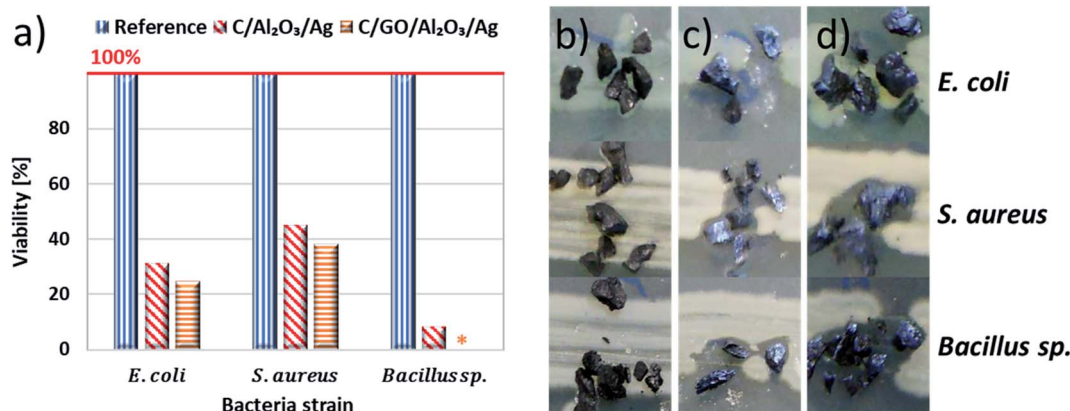 a)
Reference C/Al₂O₃/Ag C/GO/Al₂O₃/Ag
100%
80
60
40
20
0
Viability [%]
*
E. coli S. aureus Bacillus sp.
Bacteria strain
b) c) d)
E. coli
S. aureus
Bacillus sp.